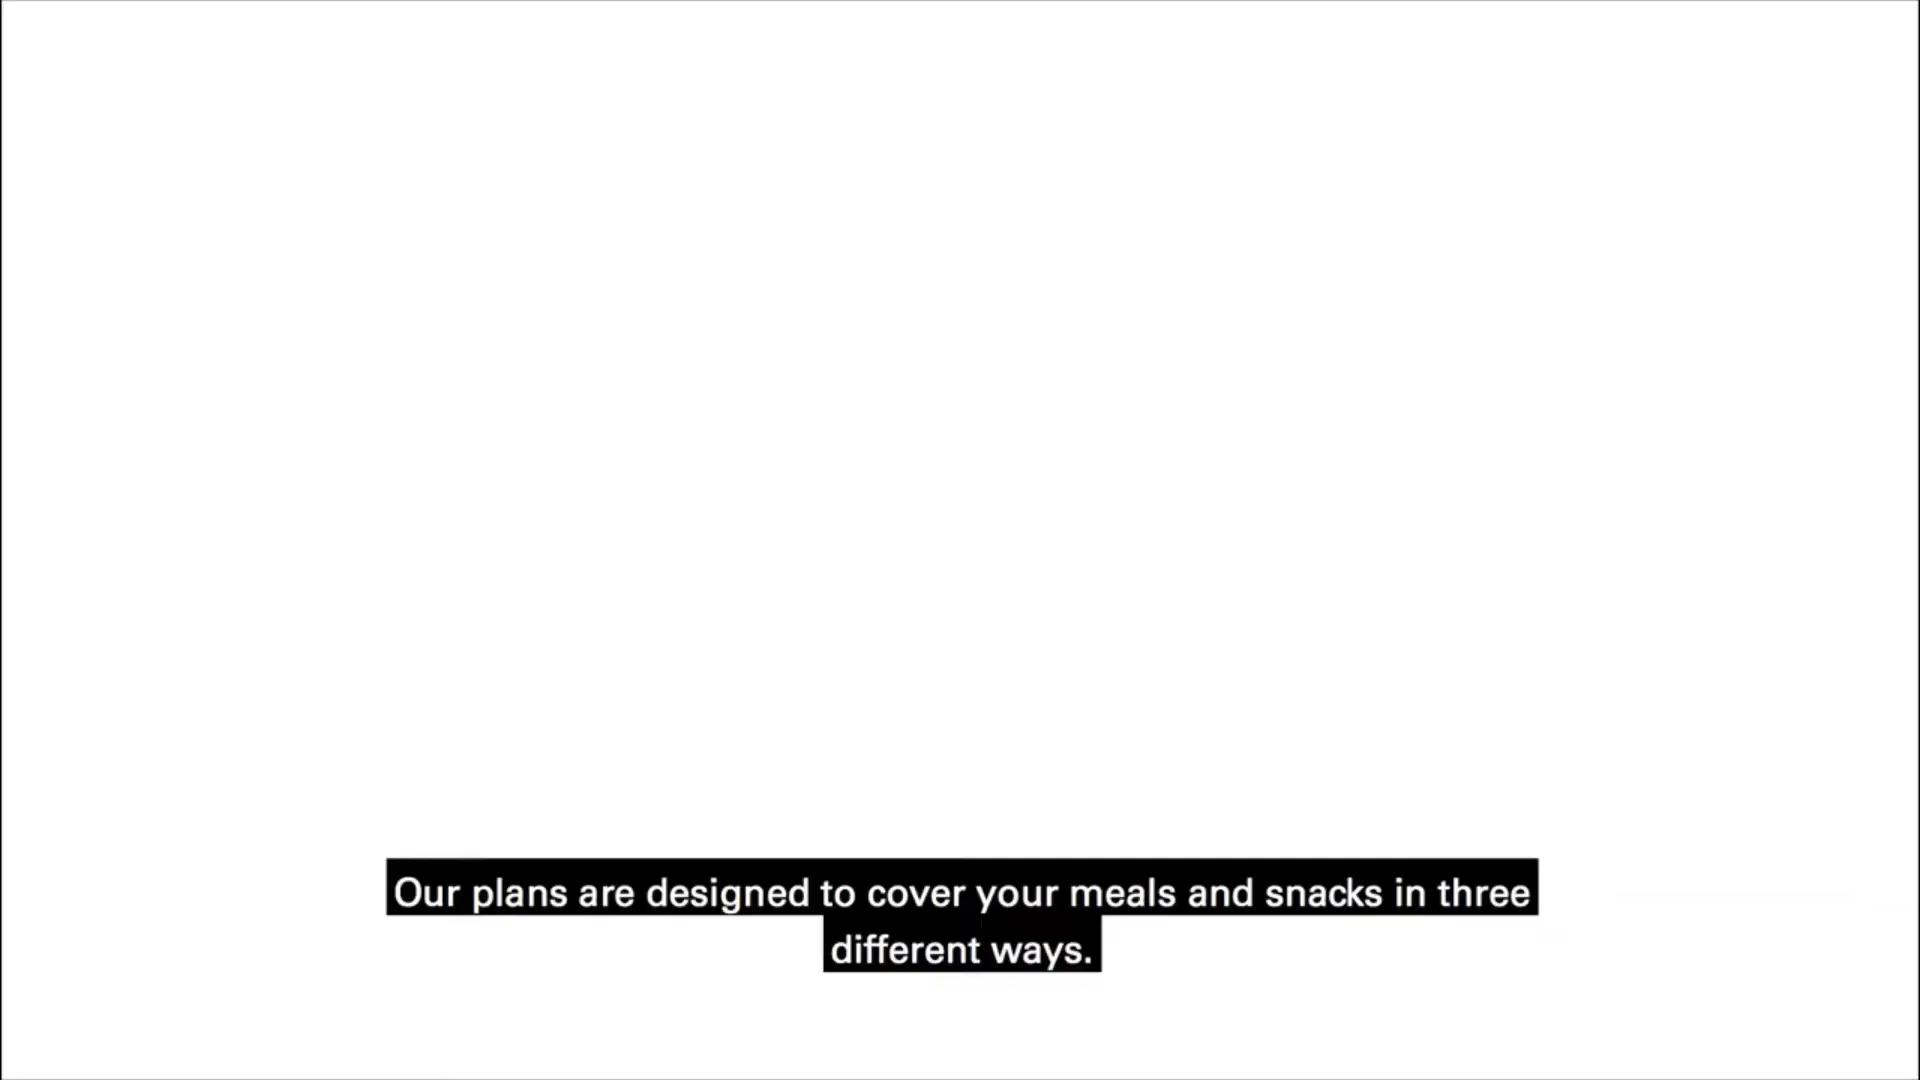 Our plans are designed to cover your meals and snacks in three
different ways.